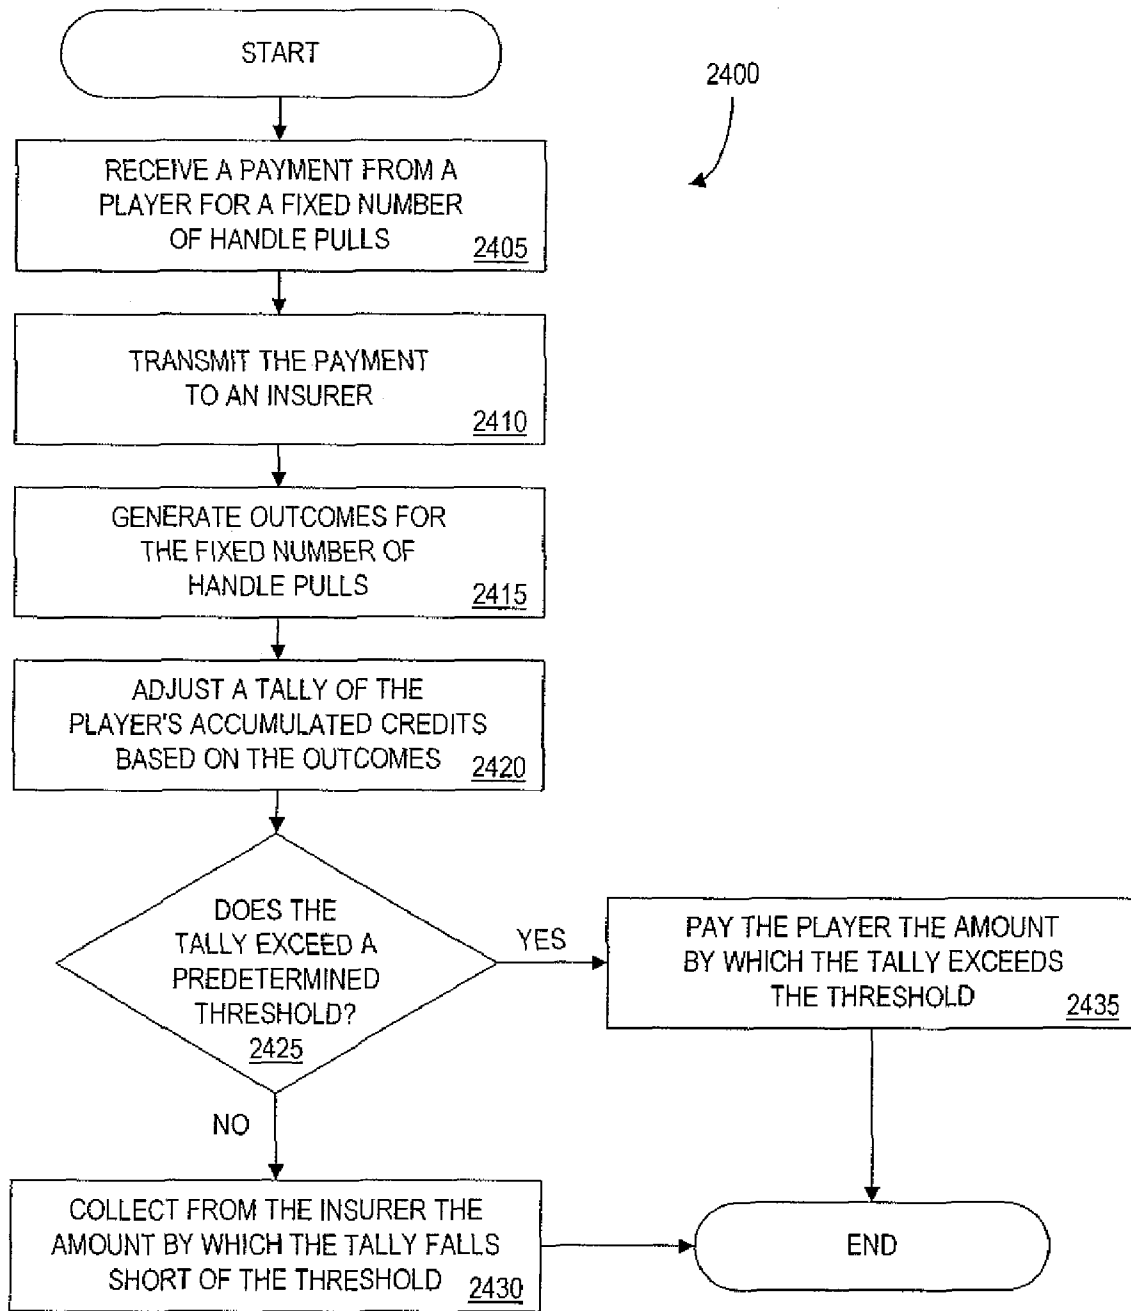 START
2400
RECEIVE A PAYMENT FROM A
PLAYER FOR A FIXED NUMBER
OF HANDLE PULLS
2405
TRANSMIT THE PAYMENT
TO AN INSURER
2410
GENERATE OUTCOMES FOR
THE FIXED NUMBER OF
HANDLE PULLS
2415
ADJUST A TALLY OF THE
PLAYER'S ACCUMULATED CREDITS
BASED ON THE OUTCOMES
2420
DOES THE
TALLY EXCEED A
PREDETERMINED
THRESHOLD?
2425
YES
PAY THE PLAYER THE AMOUNT
BY WHICH THE TALLY EXCEEDS
THE THRESHOLD
2435
NO
COLLECT FROM THE INSURER THE
AMOUNT BY WHICH THE TALLY FALLS
SHORT OF THE THRESHOLD
2430
END